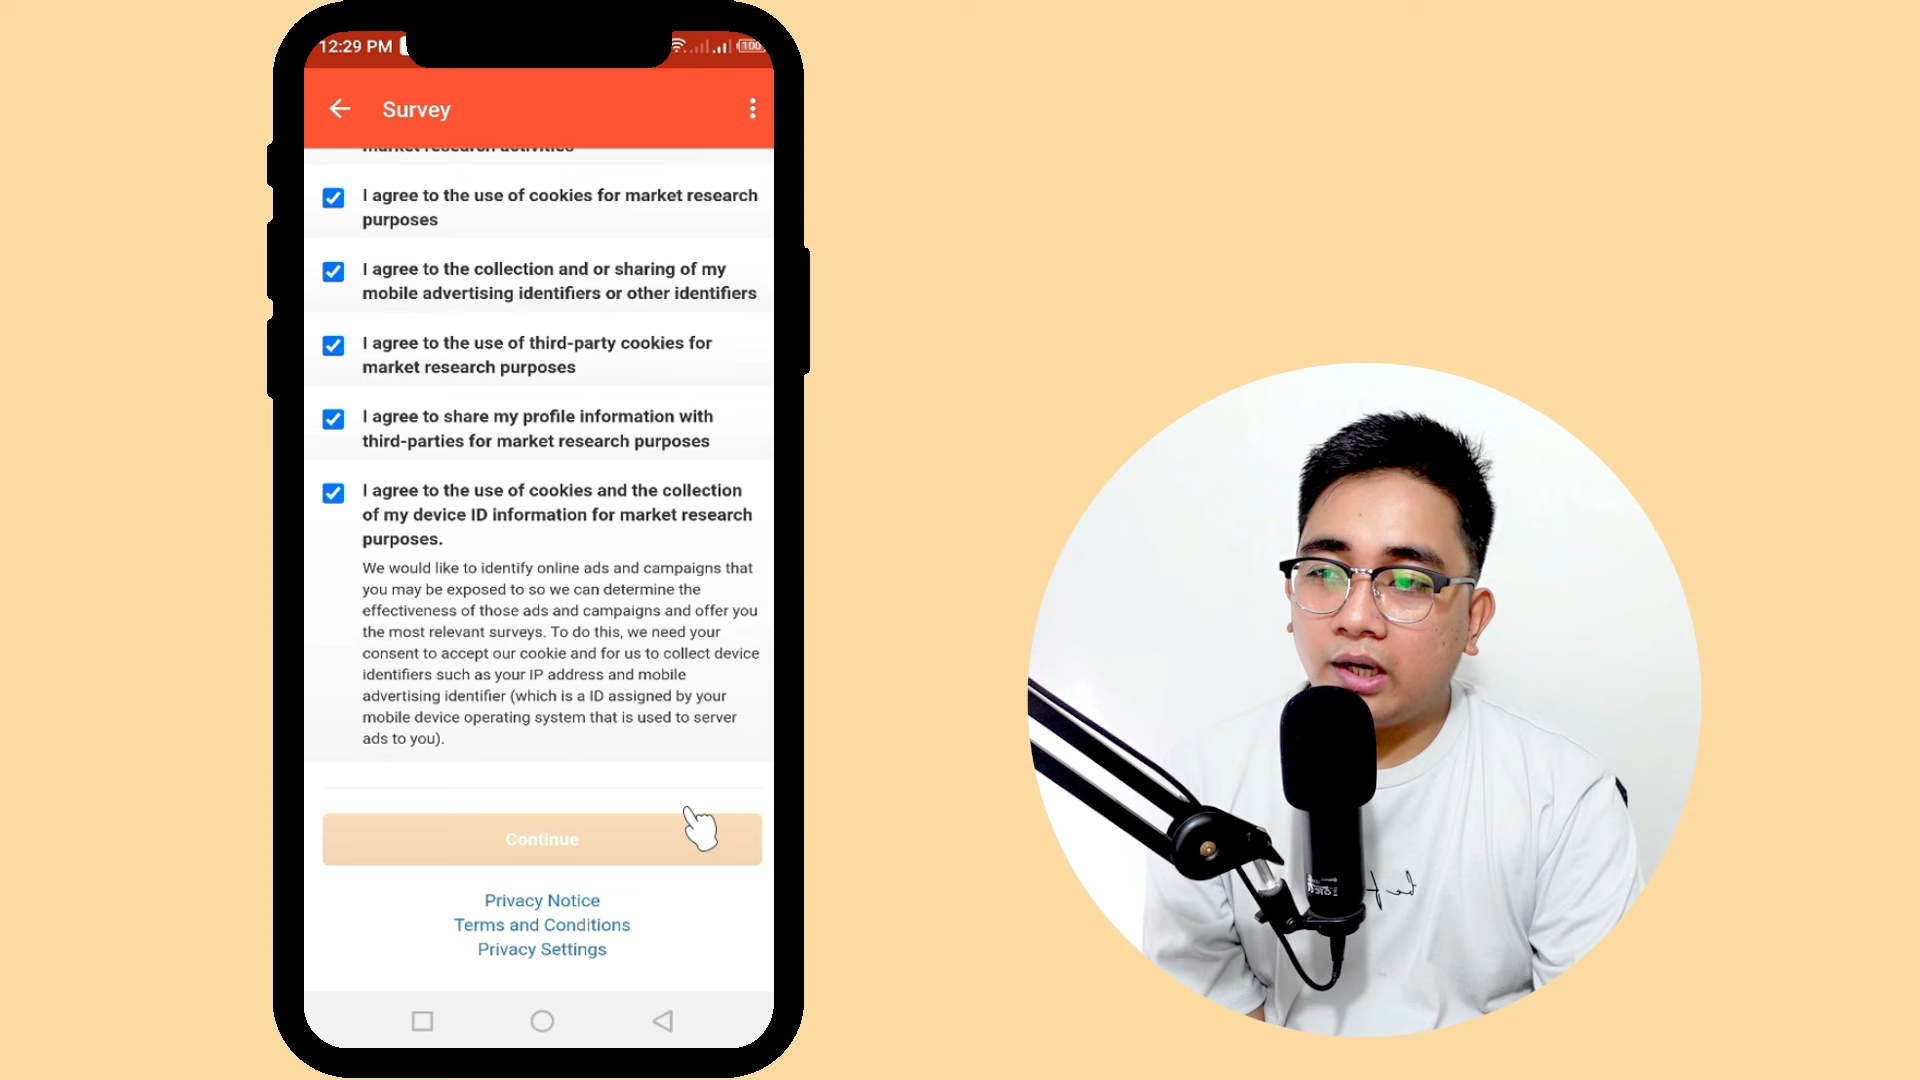 12:29 PM
100
Survey
market research activities
I agree to the use of cookies for market research
purposes
I agree to the collection and or sharing of my
mobile advertising identifiers or other identifiers
I agree to the use of third-party cookies for
market research purposes
I agree to share my profile information with
third-parties for market research purposes
I agree to the use of cookies and the collection
of my device ID information for market research
purposes.
We would like to identify online ads and campaigns that
you may be exposed to so we can determine the
effectiveness of those ads and campaigns and offer you
the most relevant surveys. To do this, we need your
consent to accept our cookie and for us to collect device
identifiers such as your IP address and mobile
advertising identifier (which is a ID assigned by your
mobile device operating system that is used to server
ads to you).
Continue
Privacy Notice
Terms and Conditions
Privacy Settings